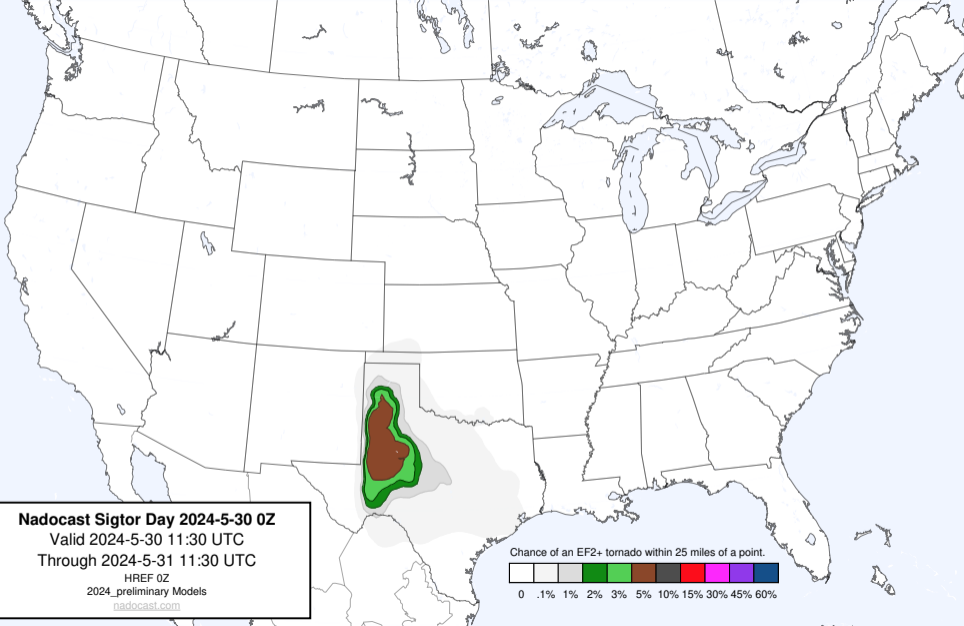 Nadocast Sigtor Day 2024-5-30 0Z
Valid 2024-5-30 11:30 UTC
Through 2024-5-31 11:30 UTC
HREF 0Z
2024_preliminary Models
nadocast.com
Chance of an EF2+ tornado within 25 miles of a point.
0 .1% 1% 2% 3% 5% 10% 15% 30% 45% 60%